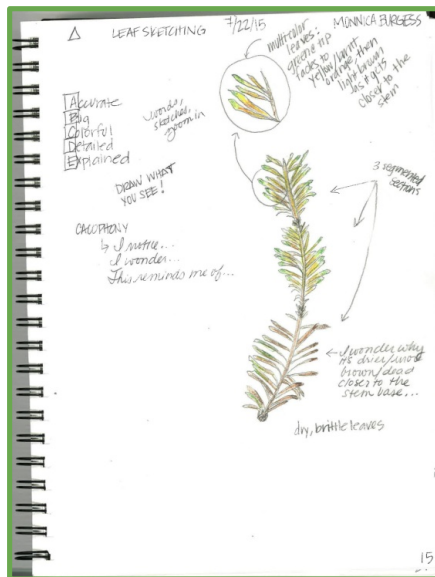 △ LEAF SKETCHING 7/22/15 MONNICA BURGESS
multicolor
leaves:
green tip
fades to
yellow/burnt
orange, then
light brown
as it gets
closer to the
stem
Accurate
Big
Colorful
Detailed
Explained
words,
sketches,
zoom in
DRAW WHAT
YOU SEE!
CACOPHONY
↳ I notice...
I wonder...
This reminds me of...
3 segmented
sections
← I wonder why
it's drier/more
brown/dead
closer to the
stem base...
dry, brittle leaves
15